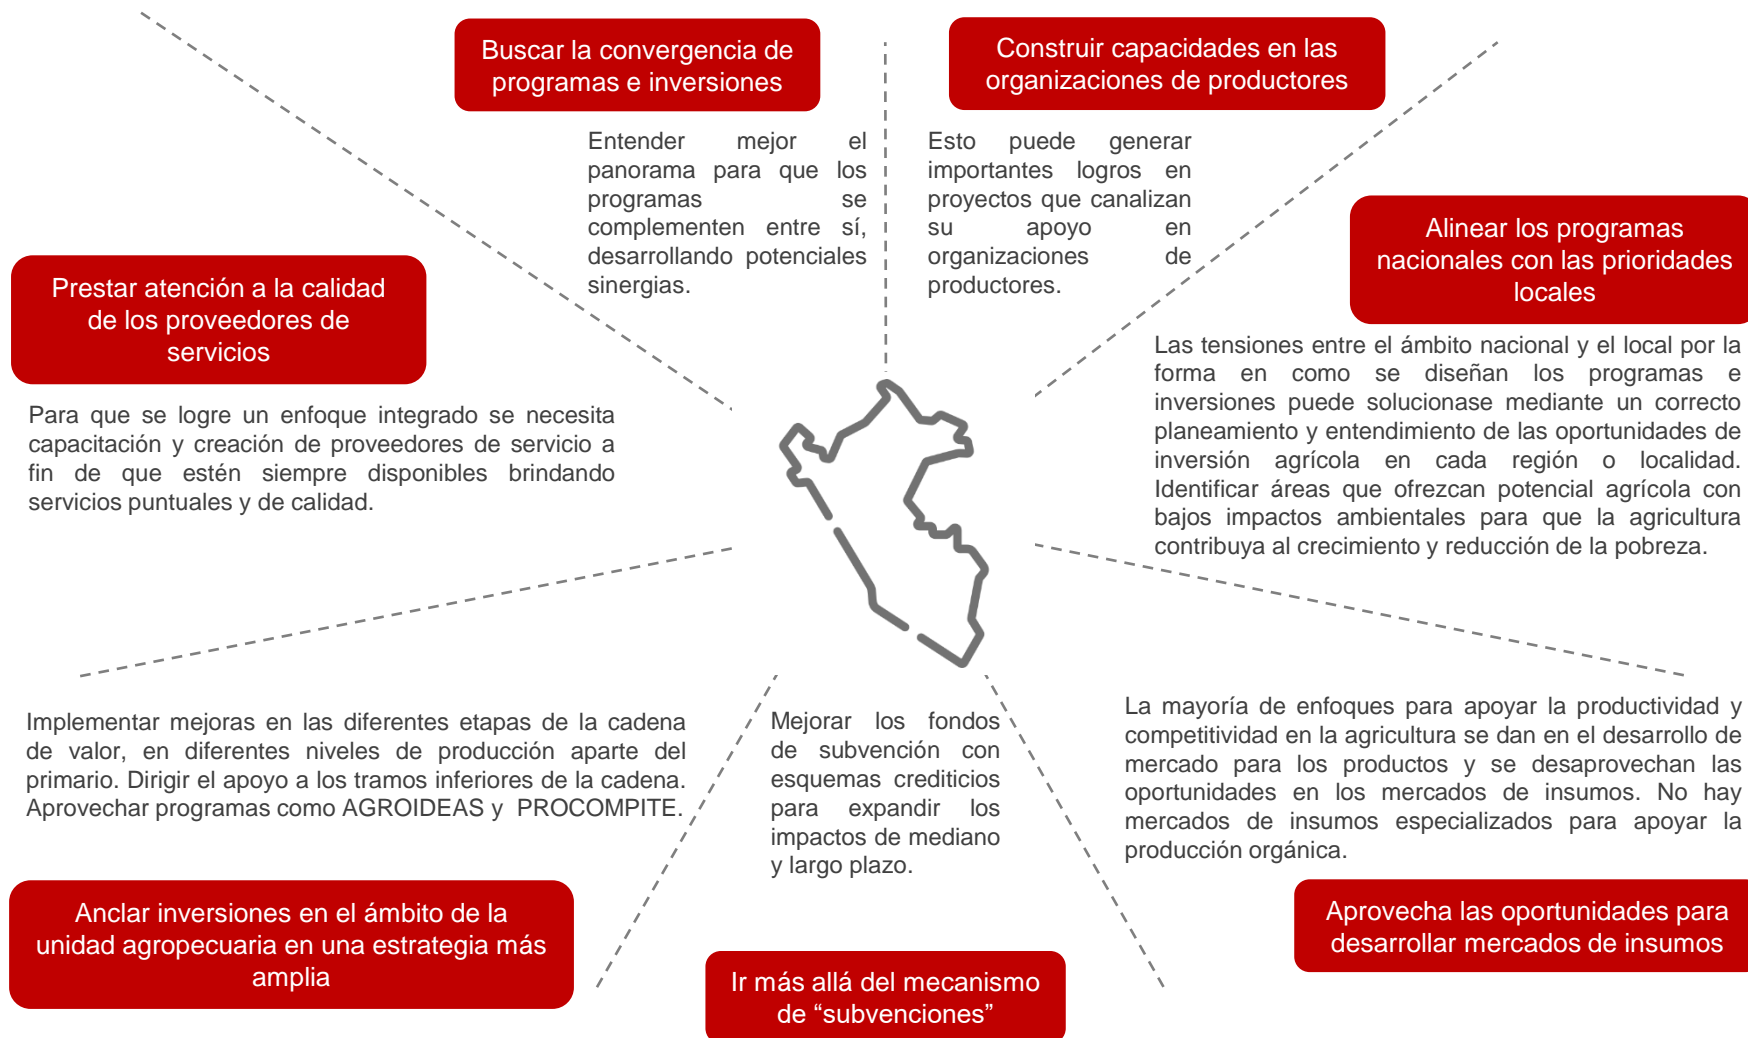 Buscar la convergencia de
programas e inversiones
Entender mejor el
panorama para que los
programas se
complementen entre sí,
desarrollando potenciales
sinergias.
Construir capacidades en las
organizaciones de productores
Esto puede generar
importantes logros en
proyectos que canalizan
su apoyo en
organizaciones de
productores.
Prestar atención a la calidad
de los proveedores de
servicios
Para que se logre un enfoque integrado se necesita
capacitación y creación de proveedores de servicio a
fin de que estén siempre disponibles brindando
servicios puntuales y de calidad.
Alinear los programas
nacionales con las prioridades
locales
Las tensiones entre el ámbito nacional y el local por la
forma en como se diseñan los programas e
inversiones puede solucionase mediante un correcto
planeamiento y entendimiento de las oportunidades de
inversión agrícola en cada región o localidad.
Identificar áreas que ofrezcan potencial agrícola con
bajos impactos ambientales para que la agricultura
contribuya al crecimiento y reducción de la pobreza.
Implementar mejoras en las diferentes etapas de la cadena
de valor, en diferentes niveles de producción aparte del
primario. Dirigir el apoyo a los tramos inferiores de la cadena.
Aprovechar programas como AGROIDEAS y PROCOMPITE.
Anclar inversiones en el ámbito de la
unidad agropecuaria en una estrategia más
amplia
Mejorar los fondos
de subvención con
esquemas crediticios
para expandir los
impactos de mediano
y largo plazo.
Ir más allá del mecanismo
de “subvenciones”
La mayoría de enfoques para apoyar la productividad y
competitividad en la agricultura se dan en el desarrollo de
mercado para los productos y se desaprovechan las
oportunidades en los mercados de insumos. No hay
mercados de insumos especializados para apoyar la
producción orgánica.
Aprovecha las oportunidades para
desarrollar mercados de insumos